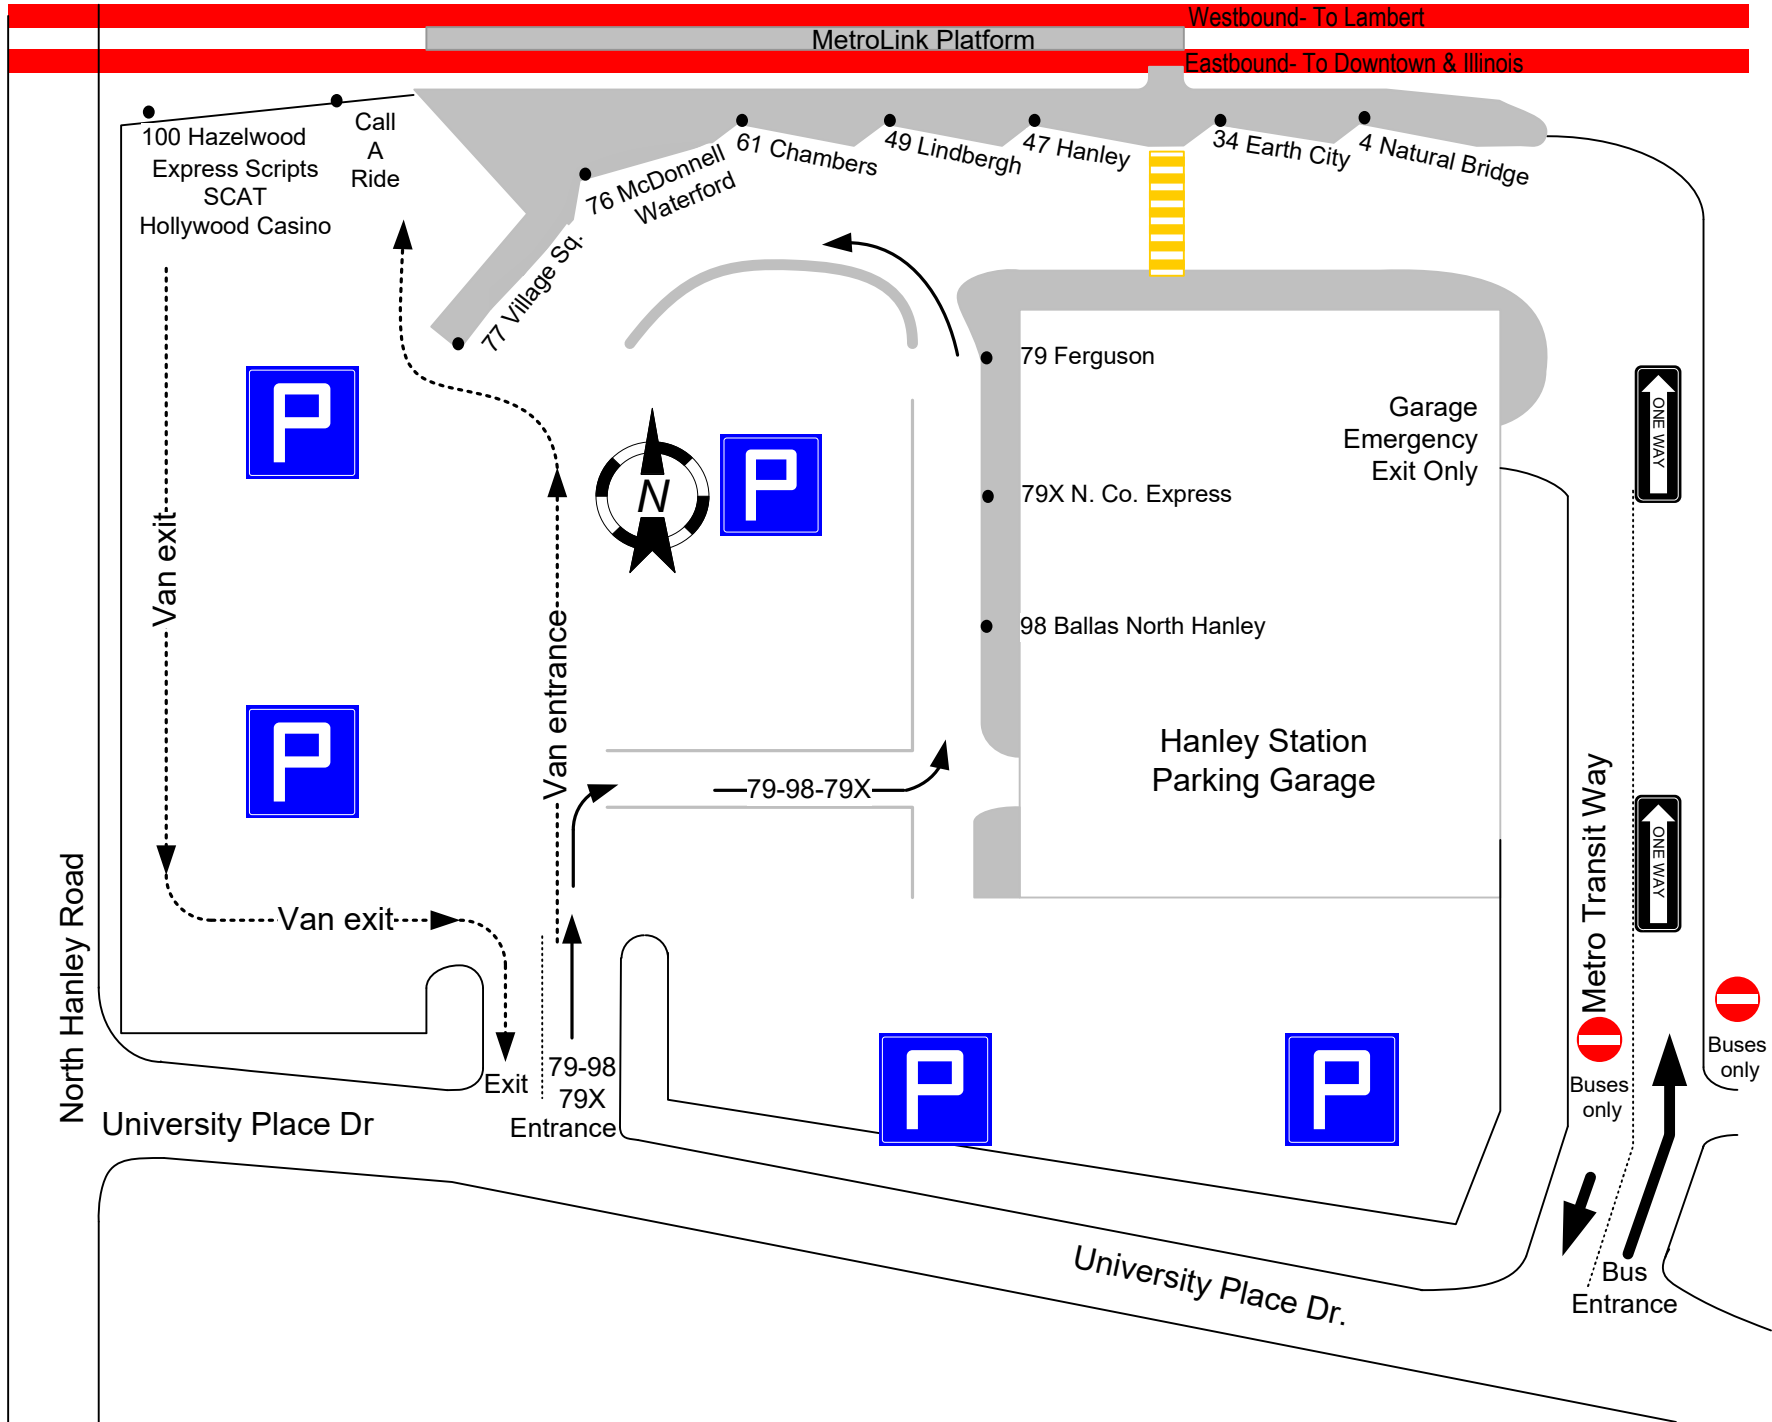 Westbound- To Lambert
MetroLink Platform
Eastbound- To Downtown & Illinois
100 Hazelwood
Express Scripts
SCAT
Hollywood Casino
Call
A
Ride
77 Village Sq.
76 McDonnell
Waterford
61 Chambers
49 Lindbergh
47 Hanley
34 Earth City
4 Natural Bridge
79 Ferguson
79X N. Co. Express
98 Ballas North Hanley
Garage
Emergency
Exit Only
Hanley Station
Parking Garage
P
P
P
N
Van exit
Van entrance
79-98-79X
Van exit
ONE WAY
ONE WAY
Metro Transit Way
North Hanley Road
Exit
79-98
79X
Entrance
P
P
Buses
only
Buses
only
University Place Dr
University Place Dr.
Bus
Entrance